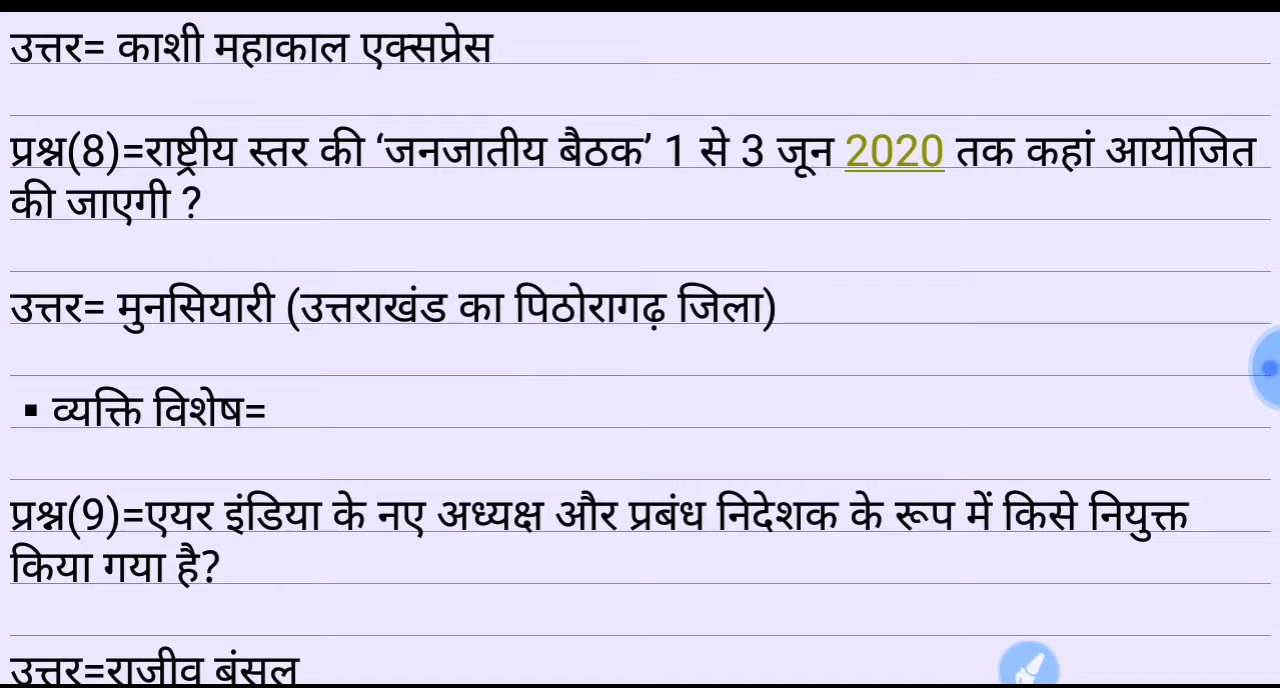 उत्तर= काशी महाकाल एक्सप्रेस
प्रश्न(8)=राष्ट्रीय स्तर की ‘जनजातीय बैठक’ 1 से 3 जून 2020 तक कहां आयोजित
की जाएगी ?
उत्तर= मुनसियारी (उत्तराखंड का पिठोरागढ़ जिला)
▪ व्यक्ति विशेष=
प्रश्न(9)=एयर इंडिया के नए अध्यक्ष और प्रबंध निदेशक के रूप में किसे नियुक्त
किया गया है?
उत्तर=राजीव बंसल